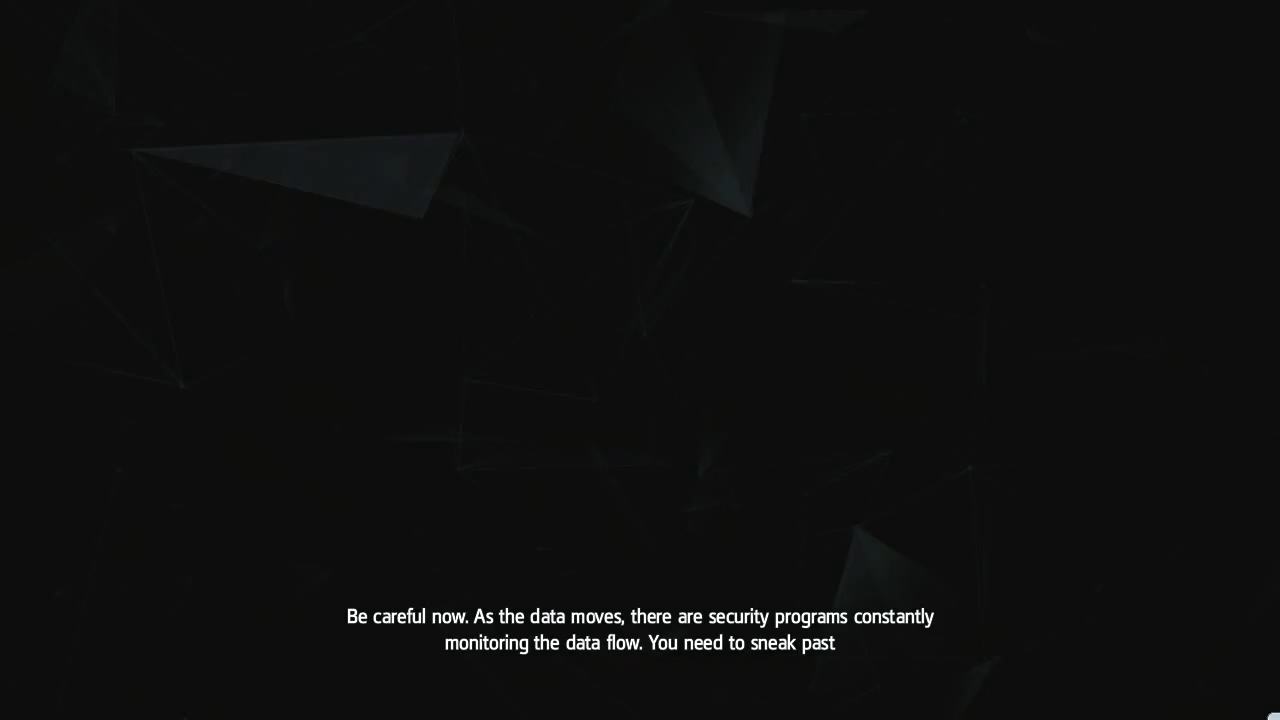 Be careful now. As the data moves, there are security programs constantly
monitoring the data flow. You need to sneak past